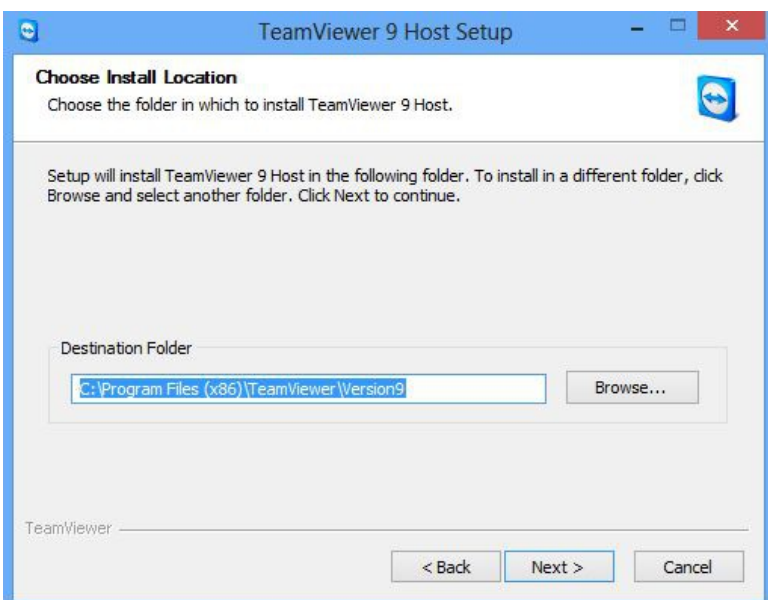 TeamViewer 9 Host Setup
Choose Install Location
Choose the folder in which to install TeamViewer 9 Host.
Setup will install TeamViewer 9 Host in the following folder. To install in a different folder, click
Browse and select another folder. Click Next to continue.
Destination Folder
C:\Program Files (x86)\TeamViewer\Version9
Browse...
TeamViewer
< Back
Next >
Cancel